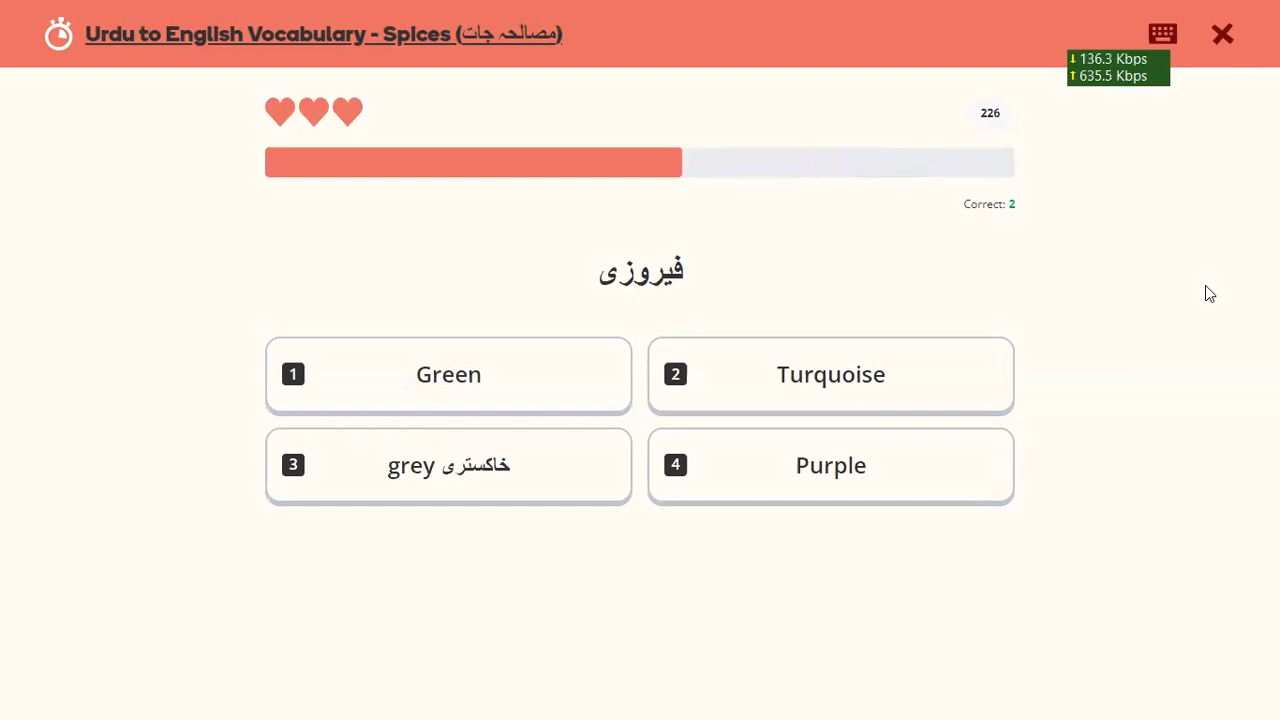 Urdu to English Vocabulary - Spices (مصالحہ جات)
↓ 136.3 Kbps
↑ 635.5 Kbps
226
Correct: 2
فیروزی
1 Green
2 Turquoise
3 grey خاکستری
4 Purple